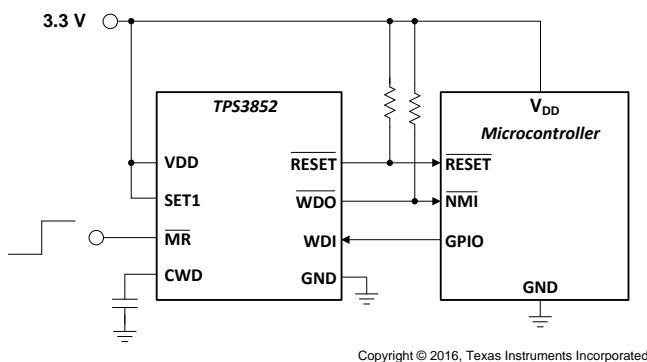 3.3 V
TPS3852
VDD
SET1
MR
CWD
RESET
WDO
WDI
GND
VDD
Microcontroller
RESET
NMI
GPIO
GND
Copyright © 2016, Texas Instruments Incorporated